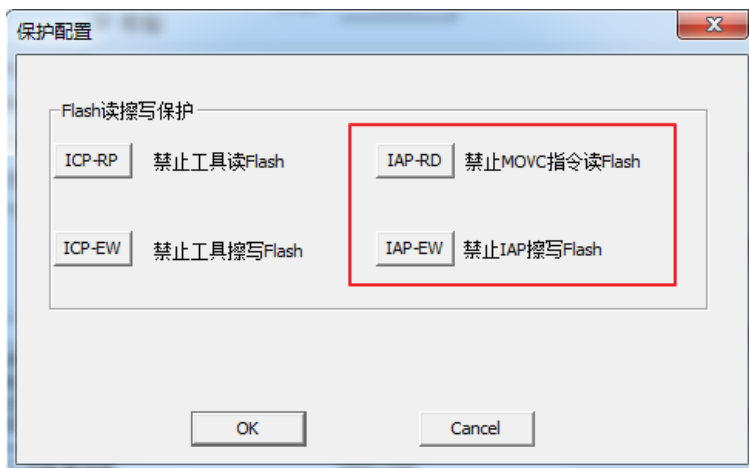 保护配置
Flash读擦写保护
ICP-RP 禁止工具读Flash IAP-RD 禁止MOVC指令读Flash
ICP-EW 禁止工具擦写Flash IAP-EW 禁止IAP擦写Flash
OK Cancel